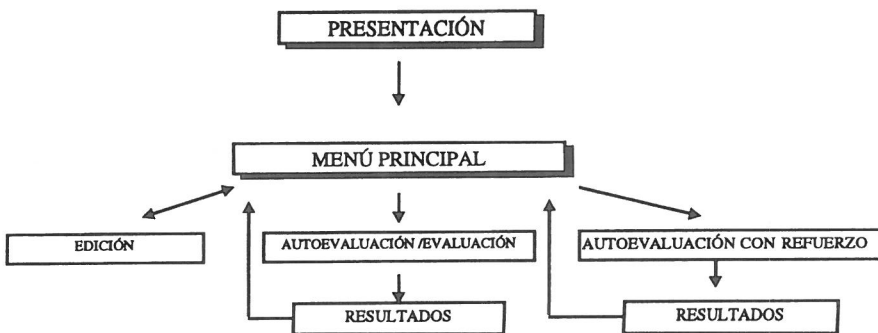 PRESENTACIÓN
MENÚ PRINCIPAL
EDICIÓN
AUTOEVALUACIÓN /EVALUACIÓN
AUTOEVALUACIÓN CON REFUERZO
RESULTADOS
RESULTADOS